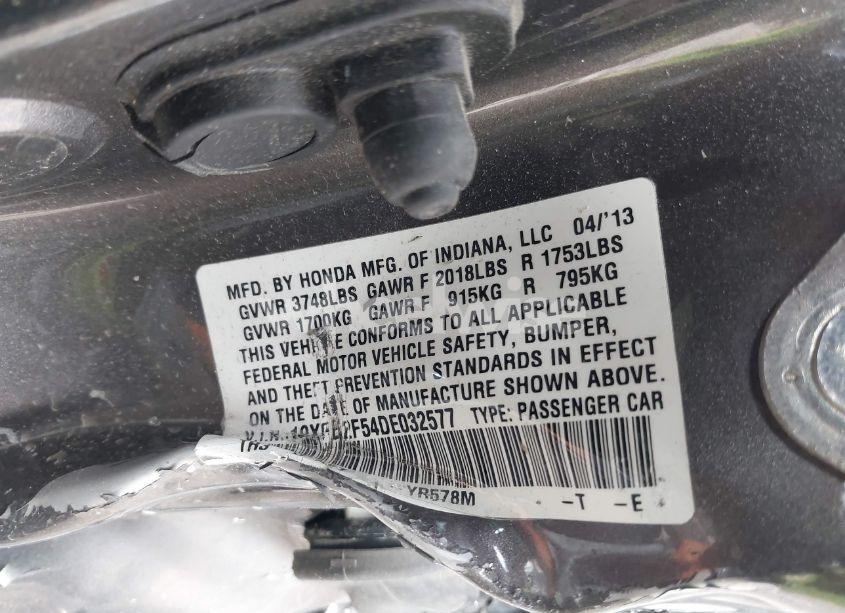 MFD. BY HONDA MFG. OF INDIANA, LLC 04/'13
GVWR 3748LBS GAWR F 2018LBS R 1753LBS
GVWR 1700KG GAWR F 915KG R 795KG
THIS VEHICLE CONFORMS TO ALL APPLICABLE
FEDERAL MOTOR VEHICLE SAFETY, BUMPER,
AND THEFT PREVENTION STANDARDS IN EFFECT
ON THE DATE OF MANUFACTURE SHOWN ABOVE.
V.I.N. TYPE: PASSENGER CAR
YR578M -T -E